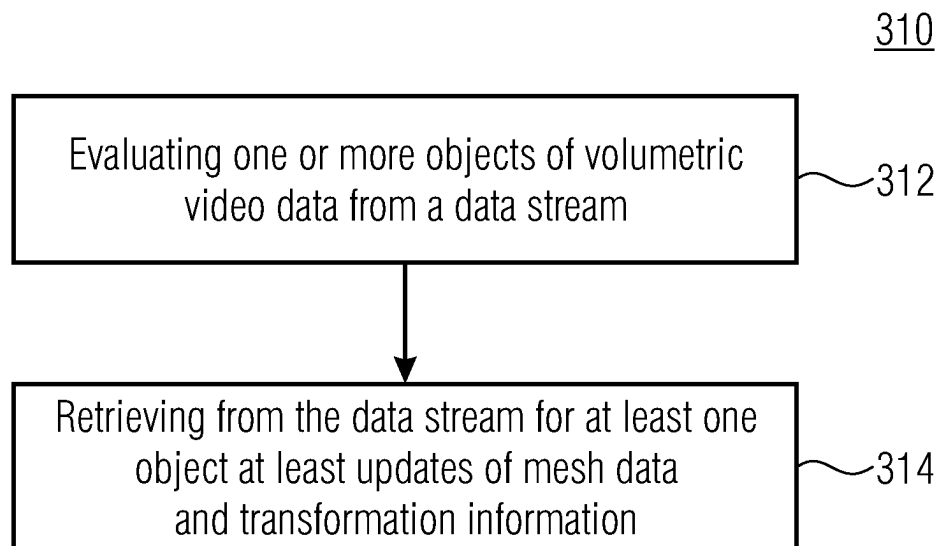 310
Evaluating one or more objects of volumetric
video data from a data stream
312
Retrieving from the data stream for at least one
object at least updates of mesh data
and transformation information
314